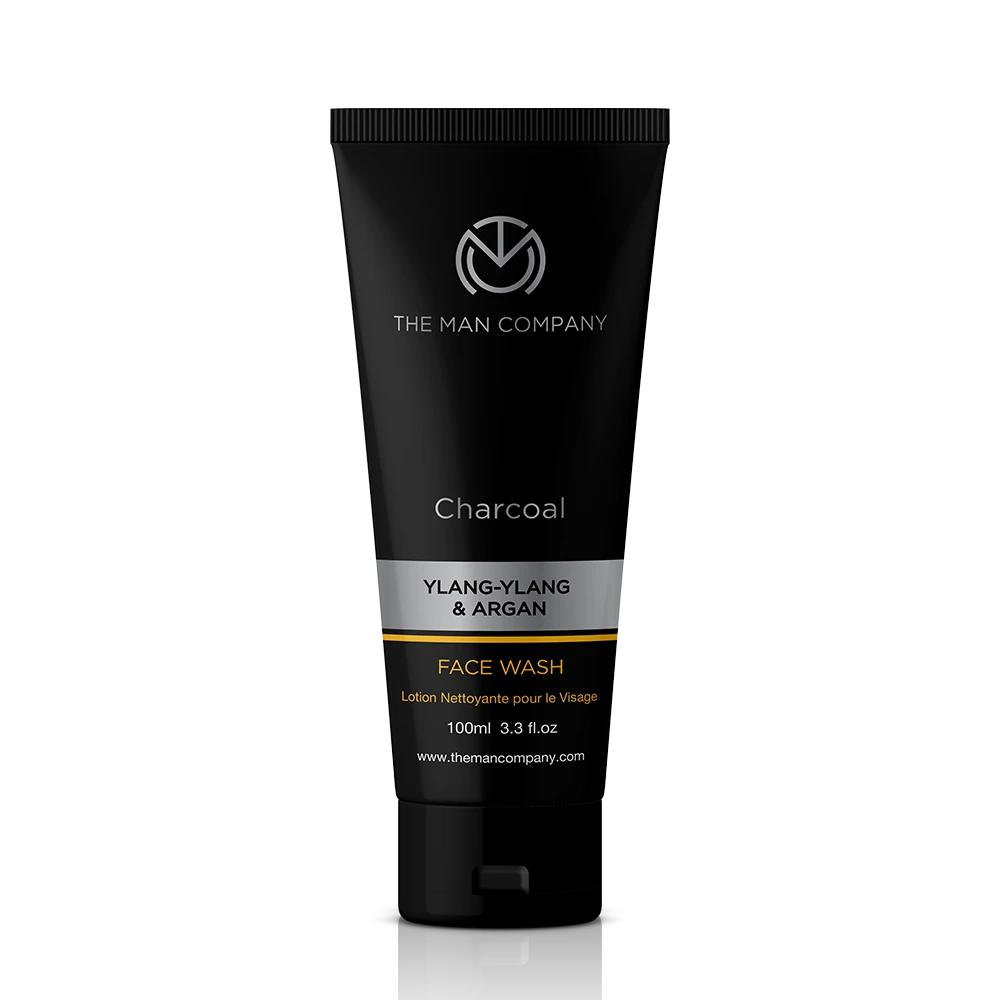 THE MAN COMPANY
Charcoal
YLANG-YLANG
& ARGAN
FACE WASH
Lotion Nettoyante pour le Visage
100ml 3.3 fl.oz
www.themancompany.com